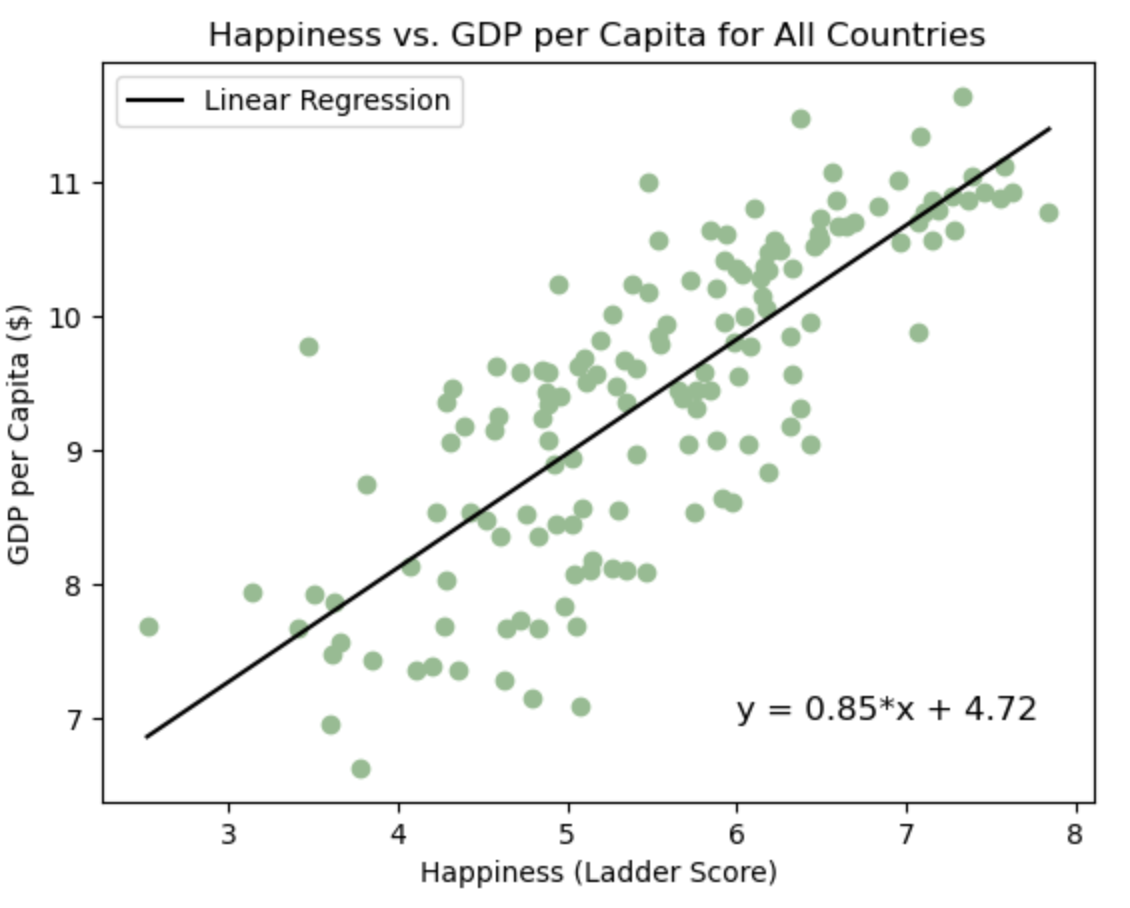 Happiness vs. GDP per Capita for All Countries
Linear Regression
GDP per Capita ($)
11
10
9
8
7
y = 0.85*x + 4.72
3 4 5 6 7 8
Happiness (Ladder Score)